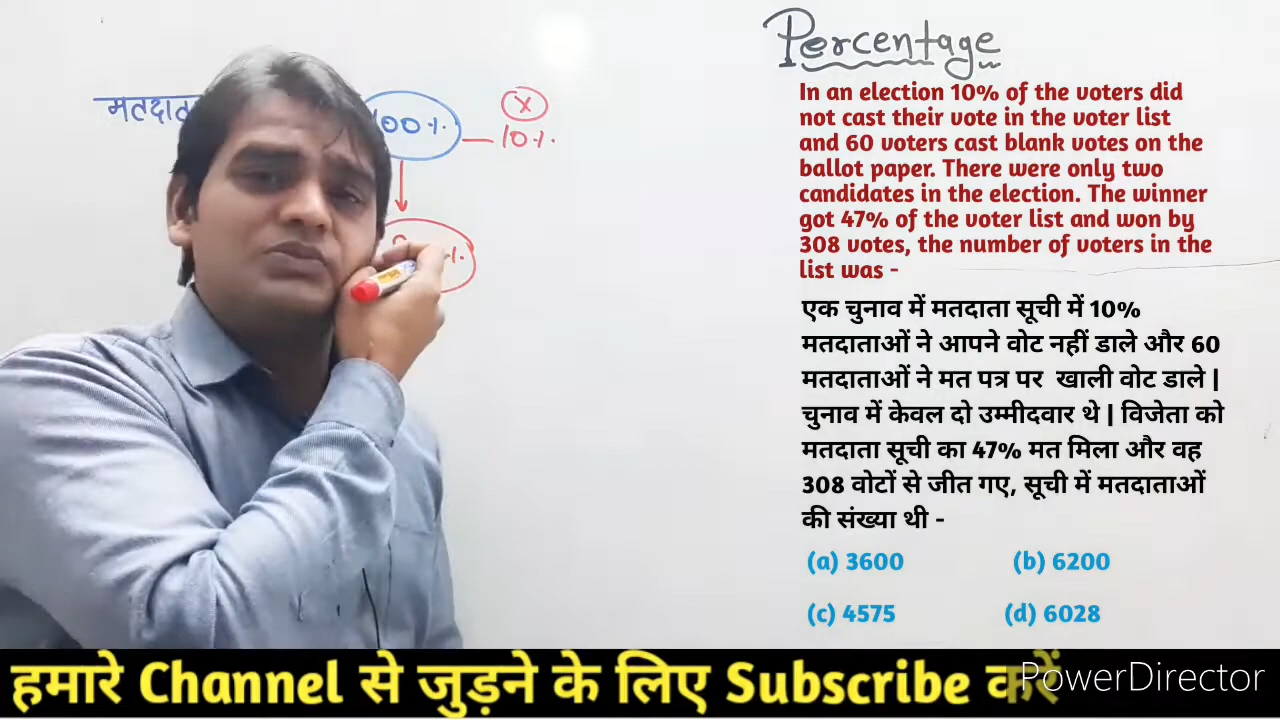 Percentage
मतदाता
100%
×
10%
In an election 10% of the voters did
not cast their vote in the voter list
and 60 voters cast blank votes on the
ballot paper. There were only two
candidates in the election. The winner
got 47% of the voter list and won by
308 votes, the number of voters in the
list was -
एक चुनाव में मतदाता सूची में 10%
मतदाताओं ने आपने वोट नहीं डाले और 60
मतदाताओं ने मत पत्र पर खाली वोट डाले |
चुनाव में केवल दो उम्मीदवार थे | विजेता को
मतदाता सूची का 47% मत मिला और वह
308 वोटों से जीत गए, सूची में मतदाताओं
की संख्या थी -
(a) 3600 (b) 6200
(c) 4575 (d) 6028
हमारे Channel से जुड़ने के लिए Subscribe करें
PowerDirector